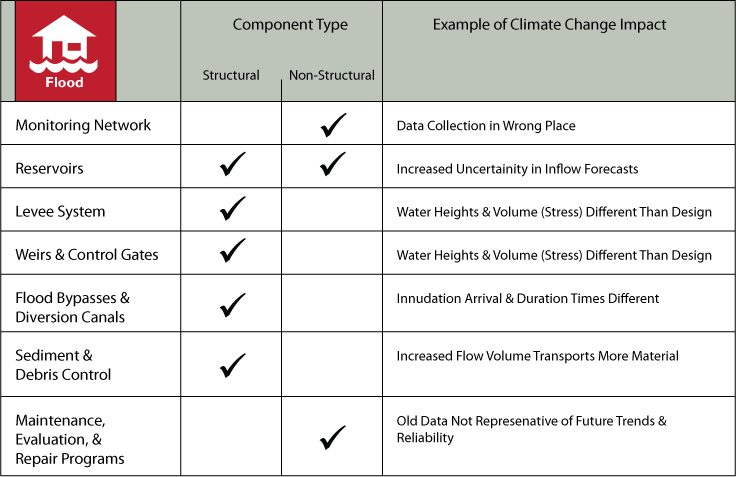 Flood
Component Type
Example of Climate Change Impact
Structural
Non-Structural
Monitoring Network
Data Collection in Wrong Place
Reservoirs
Increased Uncertainity in Inflow Forecasts
Levee System
Water Heights & Volume (Stress) Different Than Design
Weirs & Control Gates
Water Heights & Volume (Stress) Different Than Design
Flood Bypasses &
Diversion Canals
Innudation Arrival & Duration Times Different
Sediment &
Debris Control
Increased Flow Volume Transports More Material
Maintenance,
Evaluation, &
Repair Programs
Old Data Not Represenative of Future Trends &
Reliability